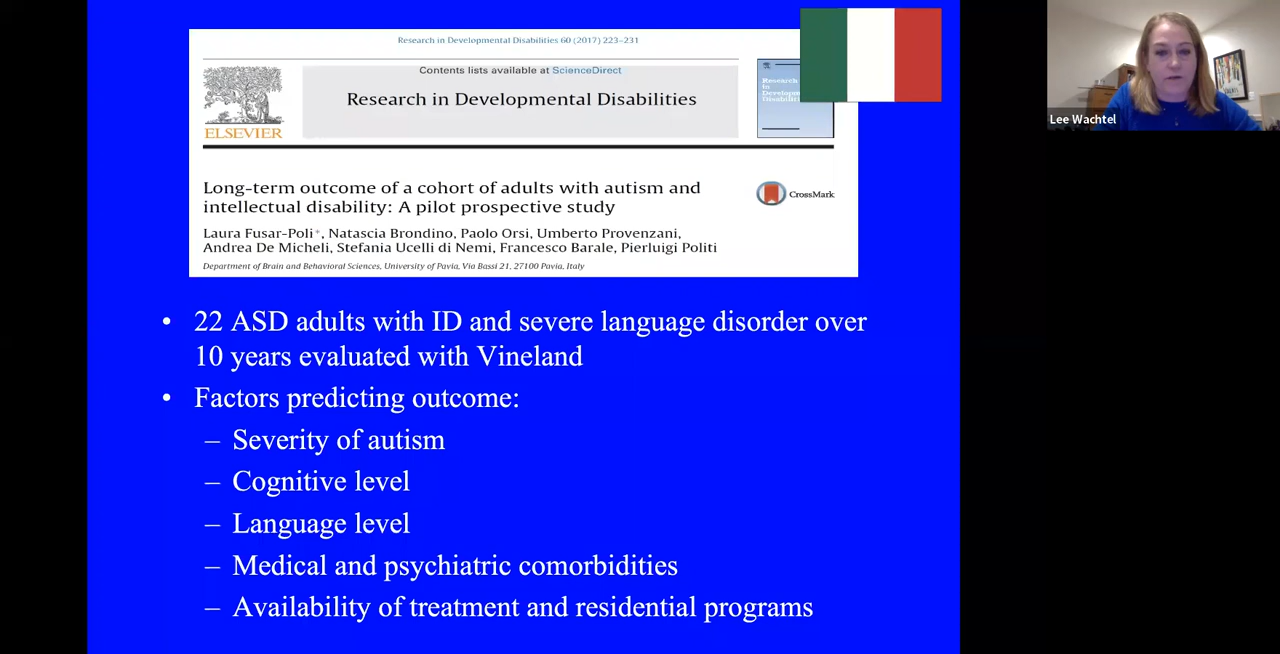 Research in Developmental Disabilities 60 (2017) 223–231
Contents lists available at ScienceDirect
Research in Developmental Disabilities
ELSEVIER
Research
in
Developmental
Long-term outcome of a cohort of adults with autism and
intellectual disability: A pilot prospective study
CrossMark
Laura Fusar-Poli*, Natascia Brondino, Paolo Orsi, Umberto Provenzani,
Andrea De Micheli, Stefania Ucelli di Nemi, Francesco Barale, Pierluigi Politi
Department of Brain and Behavioral Sciences, University of Pavia, Via Bassi 21, 27100 Pavia, Italy
• 22 ASD adults with ID and severe language disorder over
10 years evaluated with Vineland
• Factors predicting outcome:
– Severity of autism
– Cognitive level
– Language level
– Medical and psychiatric comorbidities
– Availability of treatment and residential programs
Lee Wachtel